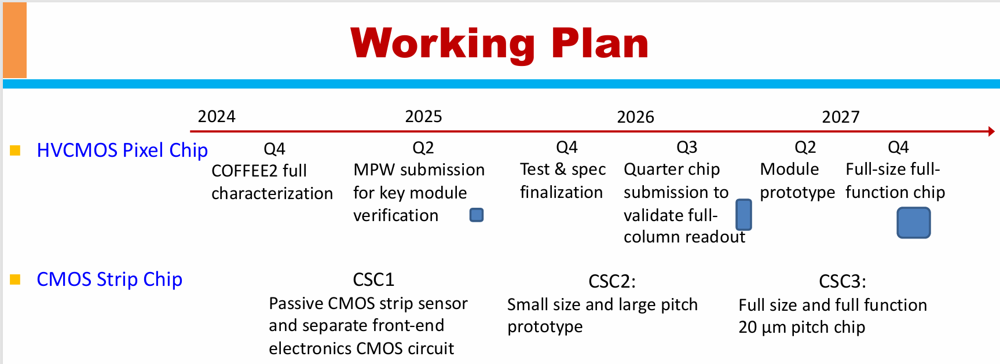 Working Plan
2024 2025 2026 2027
HVCMOS Pixel Chip
Q4
COFFEE2 full
characterization
Q2
MPW submission
for key module
verification
Q4
Test & spec
finalization
Q3
Quarter chip
submission to
validate full-
column readout
Q2
Module
prototype
Q4
Full-size full-
function chip
CMOS Strip Chip
CSC1
Passive CMOS strip sensor
and separate front-end
electronics CMOS circuit
CSC2:
Small size and large pitch
prototype
CSC3:
Full size and full function
20 μm pitch chip